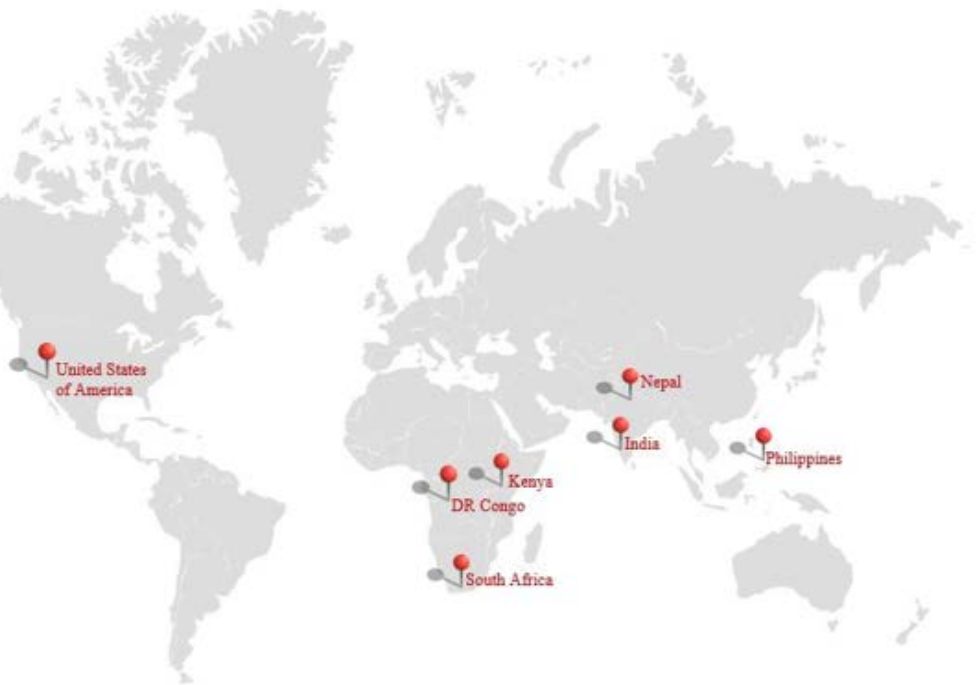 United States
of America
Nepal
India
Philippines
Kenya
DR Congo
South Africa